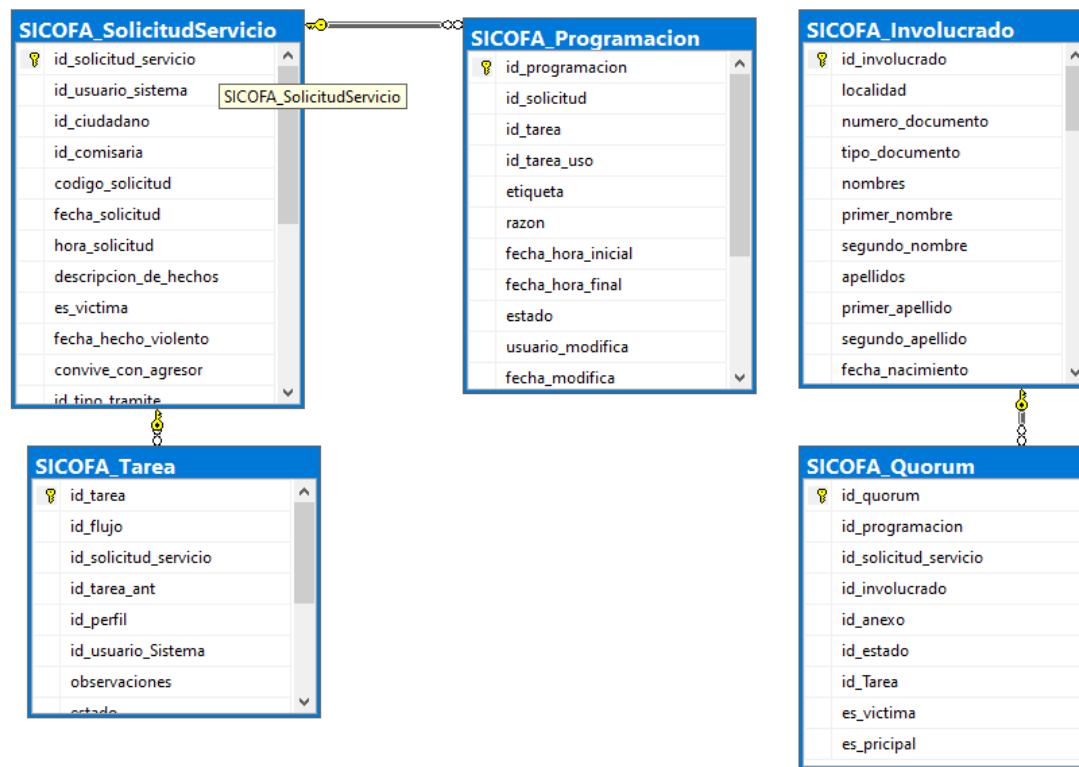 SICOFA_SolicitudServicio
id_solicitud_servicio
id_usuario_sistema
SICOFA_SolicitudServicio
id_ciudadano
id_comisaria
codigo_solicitud
fecha_solicitud
hora_solicitud
descripcion_de_hechos
es_victima
fecha_hecho_violento
convive_con_agresor
id_tipo_tramite
SICOFA_Programacion
id_programacion
id_solicitud
id_tarea
id_tarea_uso
etiqueta
razon
fecha_hora_inicial
fecha_hora_final
estado
usuario_modifica
fecha_modifica
SICOFA_Involucrado
id_involucrado
localidad
numero_documento
tipo_documento
nombres
primer_nombre
segundo_nombre
apellidos
primer_apellido
segundo_apellido
fecha_nacimiento
SICOFA_Tarea
id_tarea
id_flujo
id_solicitud_servicio
id_tarea_ant
id_perfil
id_usuario_Sistema
observaciones
estado
SICOFA_Quorum
id_quorum
id_programacion
id_solicitud_servicio
id_involucrado
id_anexo
id_estado
id_Tarea
es_victima
es_pricipal